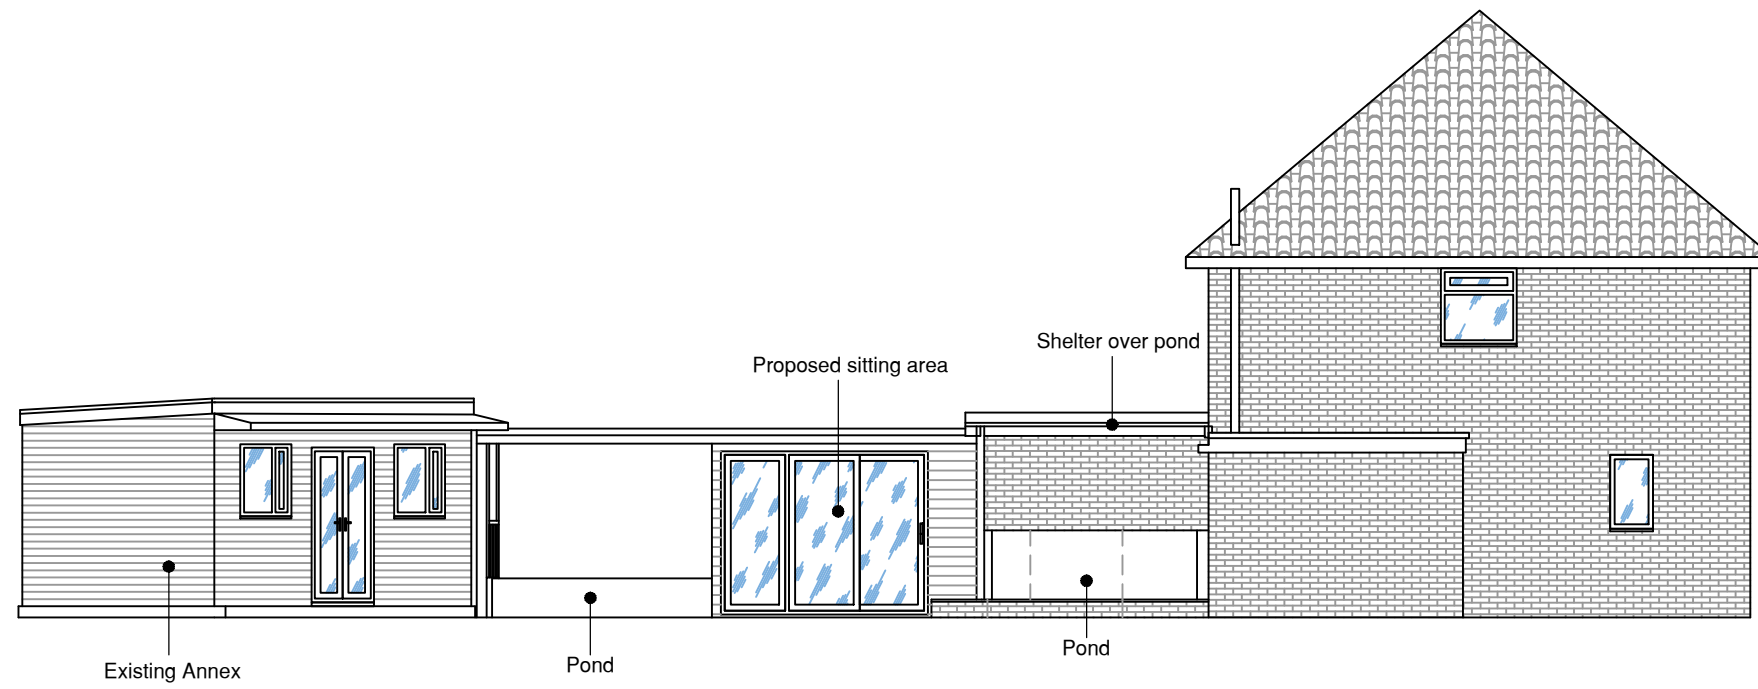 Shelter over pond
Proposed sitting area
Existing Annex
Pond
Pond